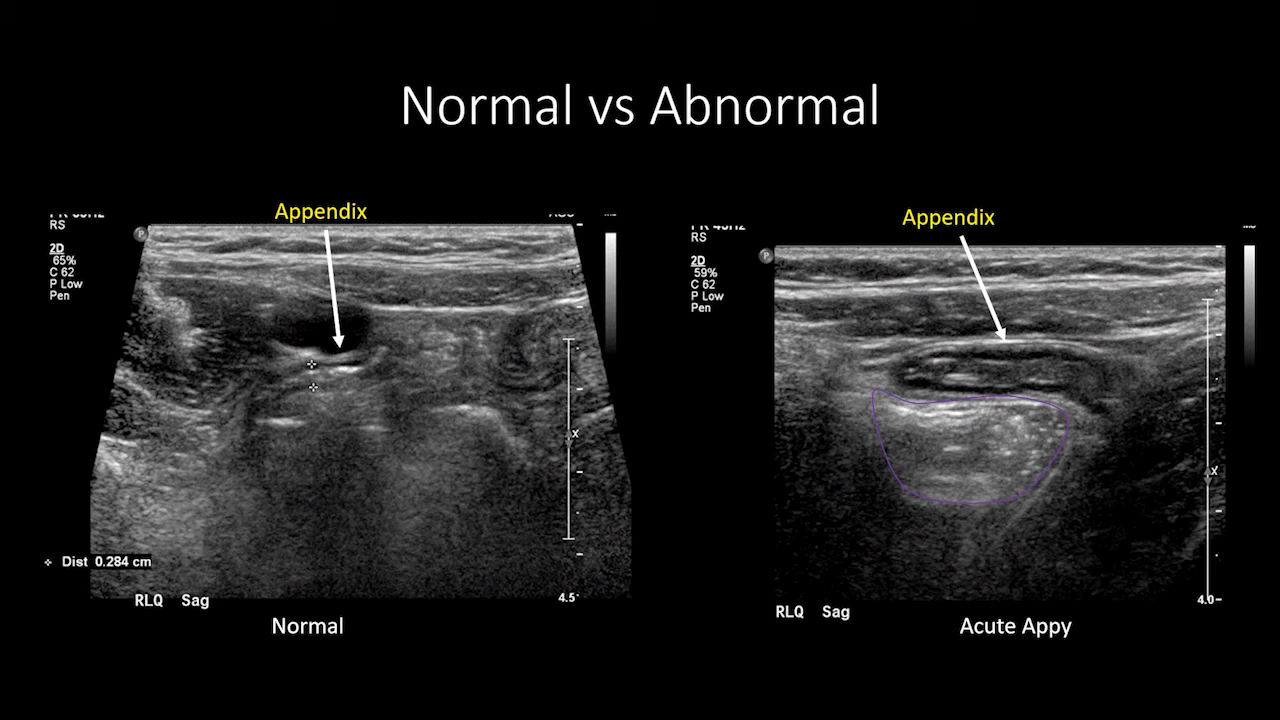 Normal vs Abnormal
Appendix
RS
2D
65%
C 62
P Low
Pen
P
X
Dist 0.284 cm
RLQ Sag
4.5
Normal
Appendix
RS
2D
59%
C 62
P Low
Pen
P
X
4.0
RLQ Sag
Acute Appy